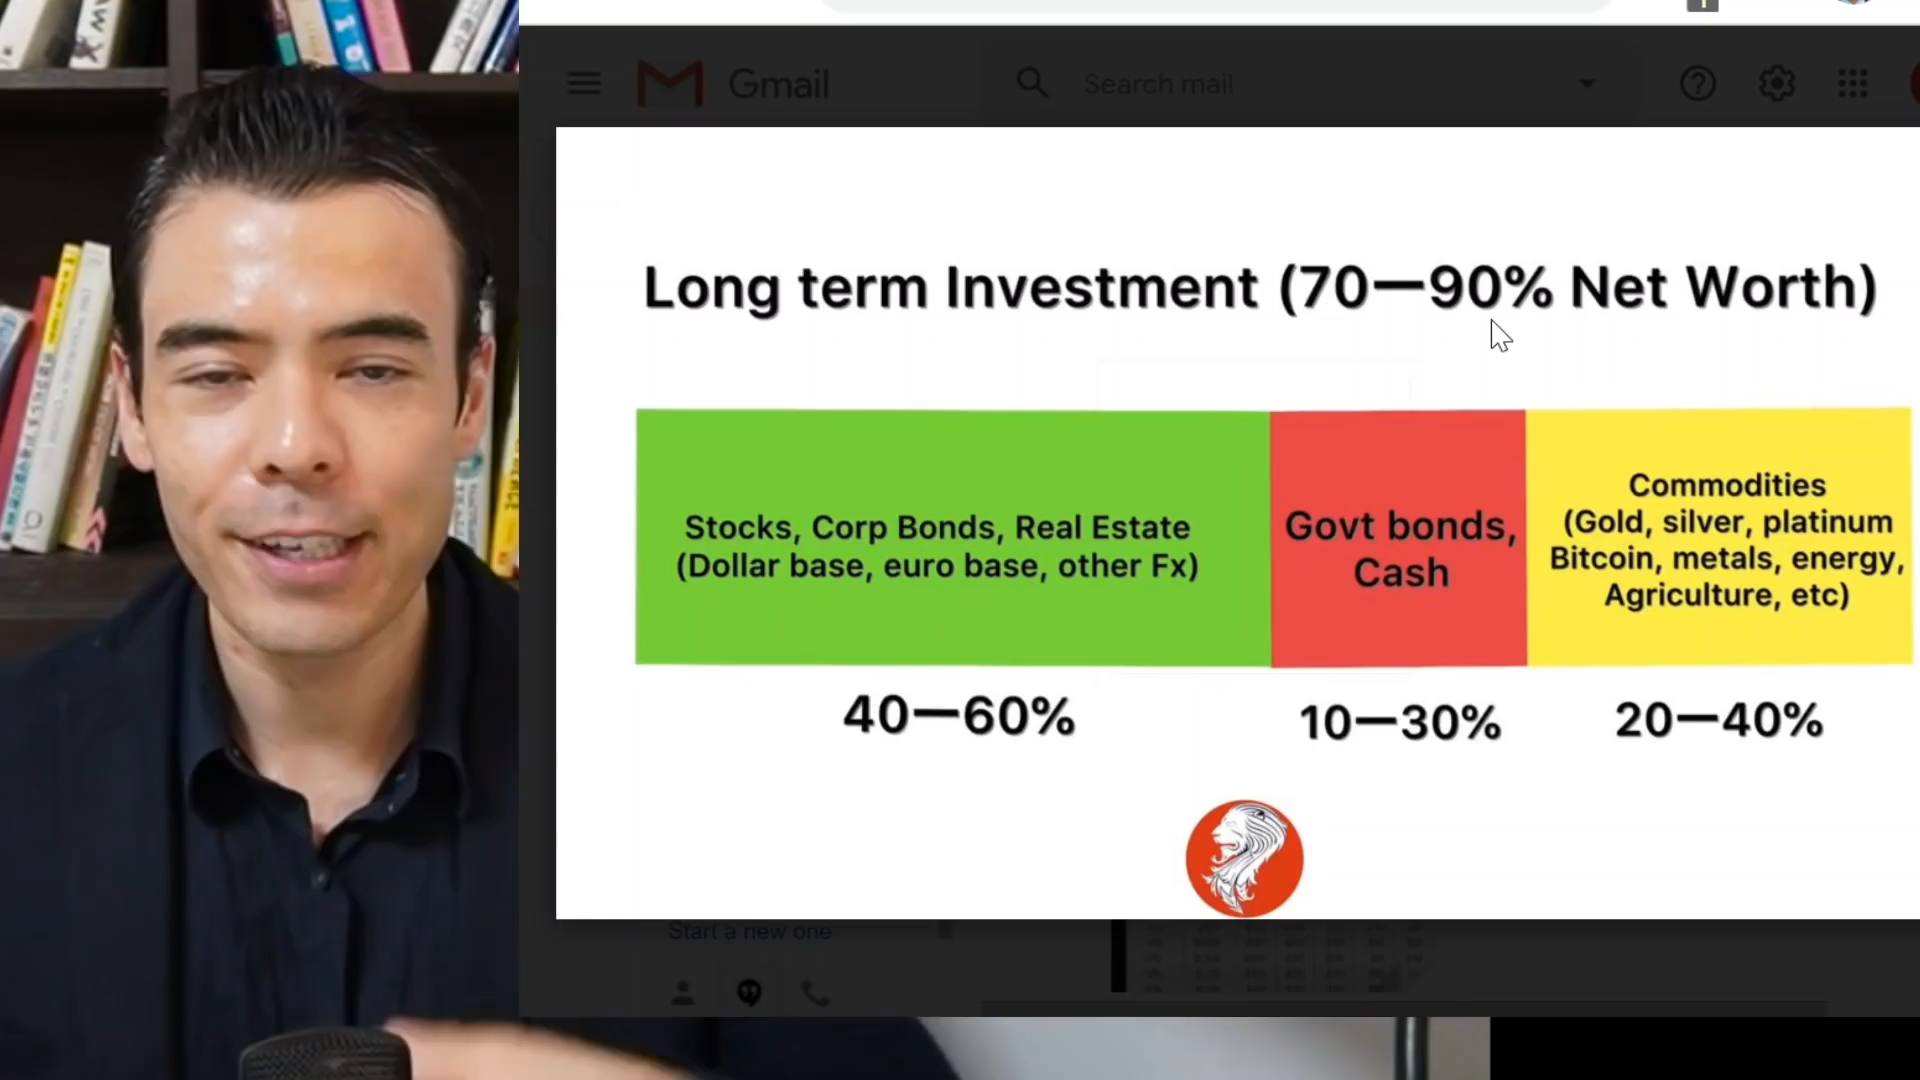 Gmail
Search mail
Long term Investment (70—90% Net Worth)
Stocks, Corp Bonds, Real Estate
(Dollar base, euro base, other Fx)
Govt bonds,
Cash
Commodities
(Gold, silver, platinum
Bitcoin, metals, energy,
Agriculture, etc)
40—60%
10—30%
20—40%
Start a new one